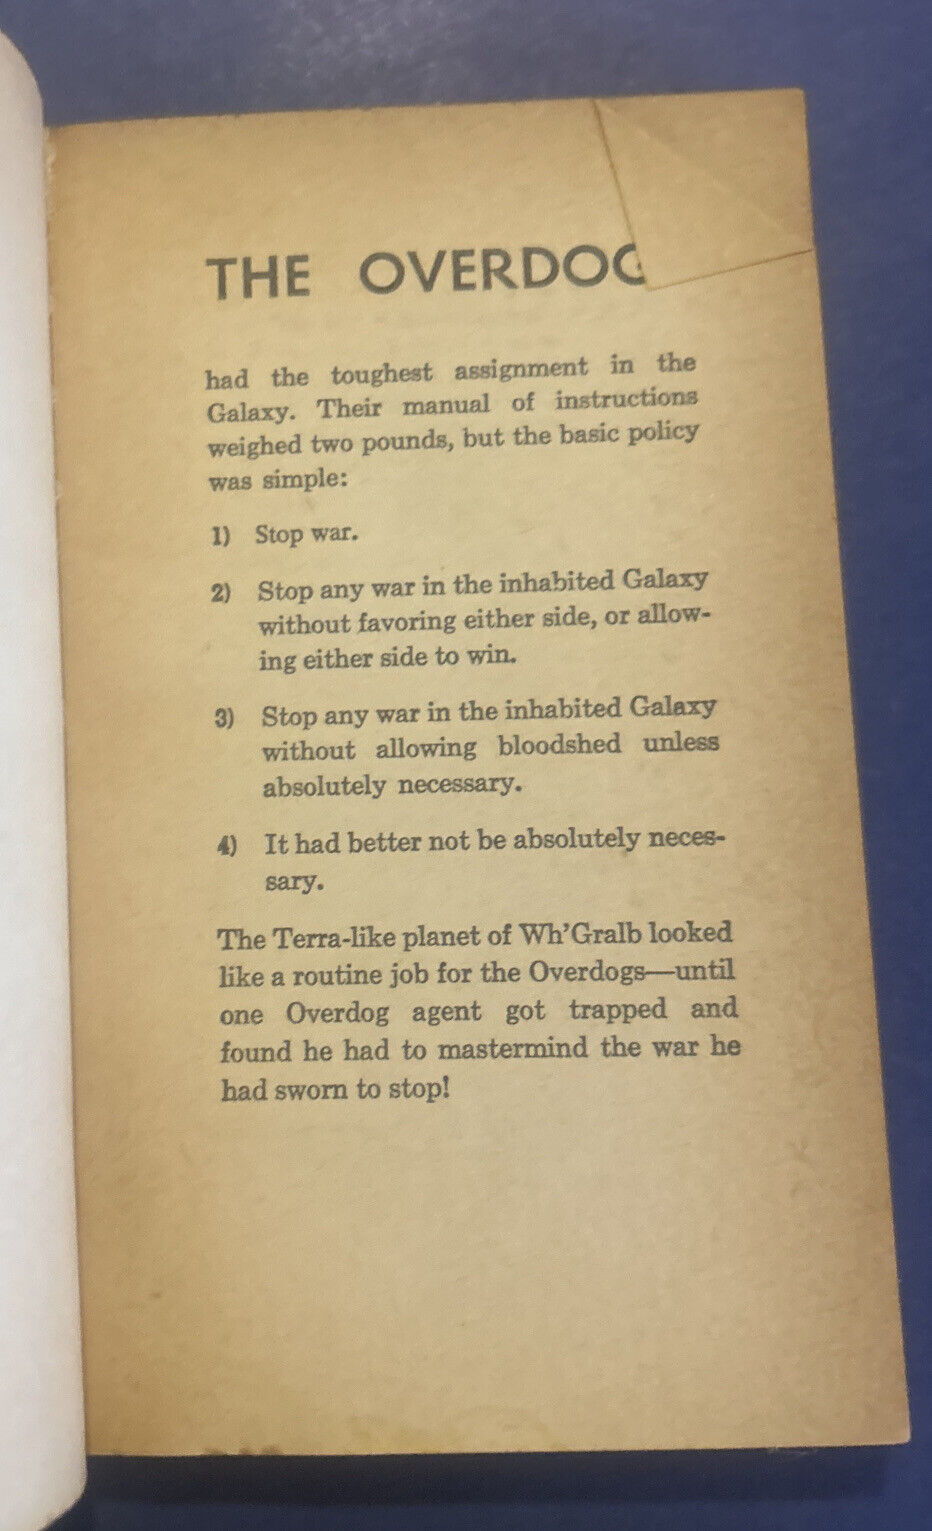 THE OVERDOG
had the toughest assignment in the
Galaxy. Their manual of instructions
weighed two pounds, but the basic policy
was simple:
1) Stop war.
2) Stop any war in the inhabited Galaxy
without favoring either side, or allow-
ing either side to win.
3) Stop any war in the inhabited Galaxy
without allowing bloodshed unless
absolutely necessary.
4) It had better not be absolutely neces-
sary.
The Terra-like planet of Wh'Gralb looked
like a routine job for the Overdogs—until
one Overdog agent got trapped and
found he had to mastermind the war he
had sworn to stop!